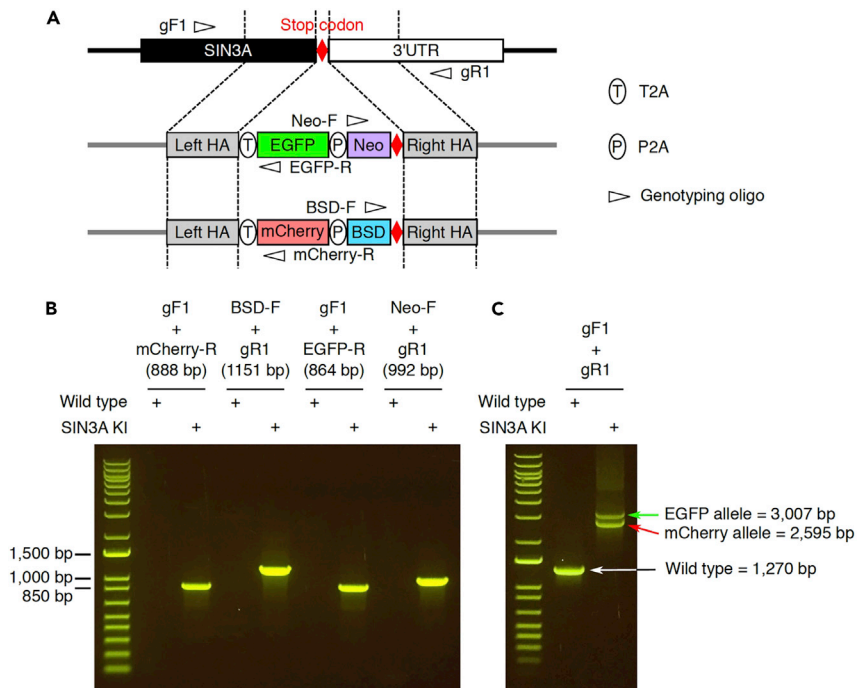 A
gF1
Stop codon
SIN3A
3'UTR
gR1
Neo-F
Left HA T EGFP P Neo Right HA
EGFP-R
BSD-F
Left HA T mCherry P BSD Right HA
mCherry-R
T T2A
P P2A
Genotyping oligo
B
gF1 + mCherry-R (888 bp)
BSD-F + gR1 (1151 bp)
gF1 + EGFP-R (864 bp)
Neo-F + gR1 (992 bp)
Wild type + + + +
SIN3A KI + + + +
1,500 bp
1,000 bp
850 bp
C
gF1
+
gR1
Wild type +
SIN3A KI +
EGFP allele = 3,007 bp
mCherry allele = 2,595 bp
Wild type = 1,270 bp